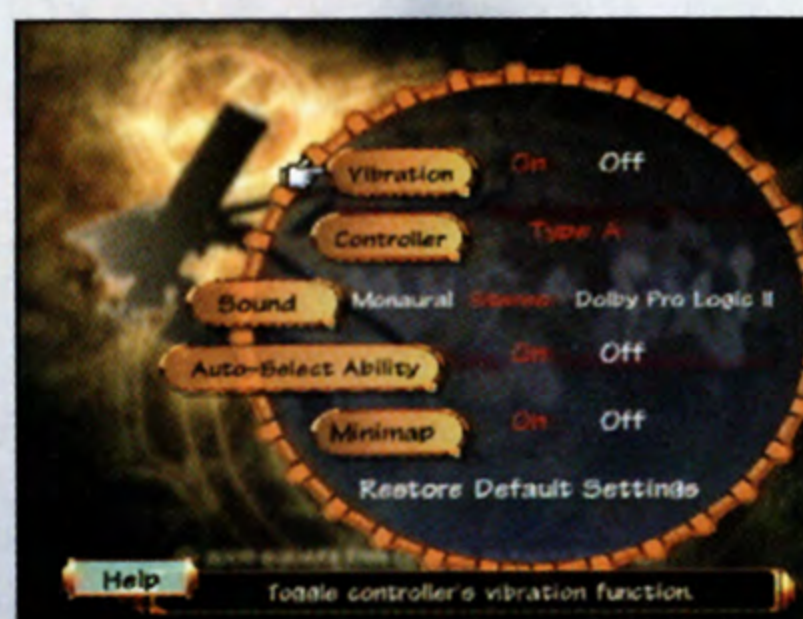 Vibration On Off
Controller Type A
Sound Monaural Stereo Dolby Pro Logic II
Auto-Select Ability On Off
Minimap On Off
Restore Default Settings
Help Toggle controller's vibration function.